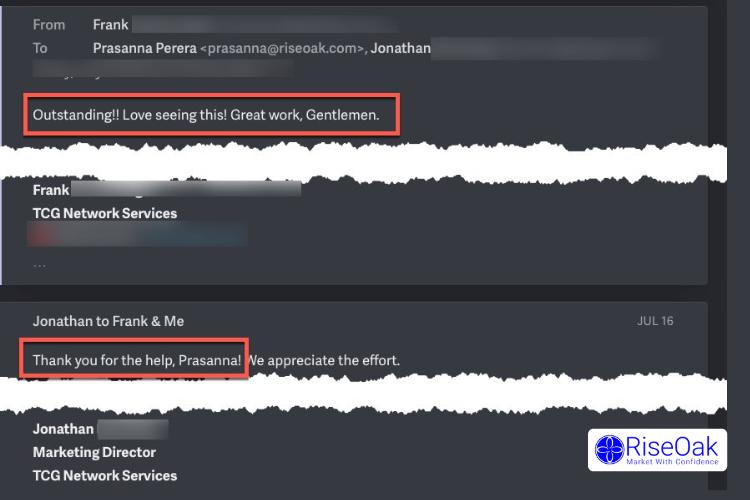 From Frank
To Prasanna Perera <prasanna@riseoak.com>, Jonathan
Outstanding!! Love seeing this! Great work, Gentlemen.
Frank
TCG Network Services
...
Jonathan to Frank & Me JUL 16
Thank you for the help, Prasanna! We appreciate the effort.
Jonathan
Marketing Director
TCG Network Services
RiseOak
Market With Confidence